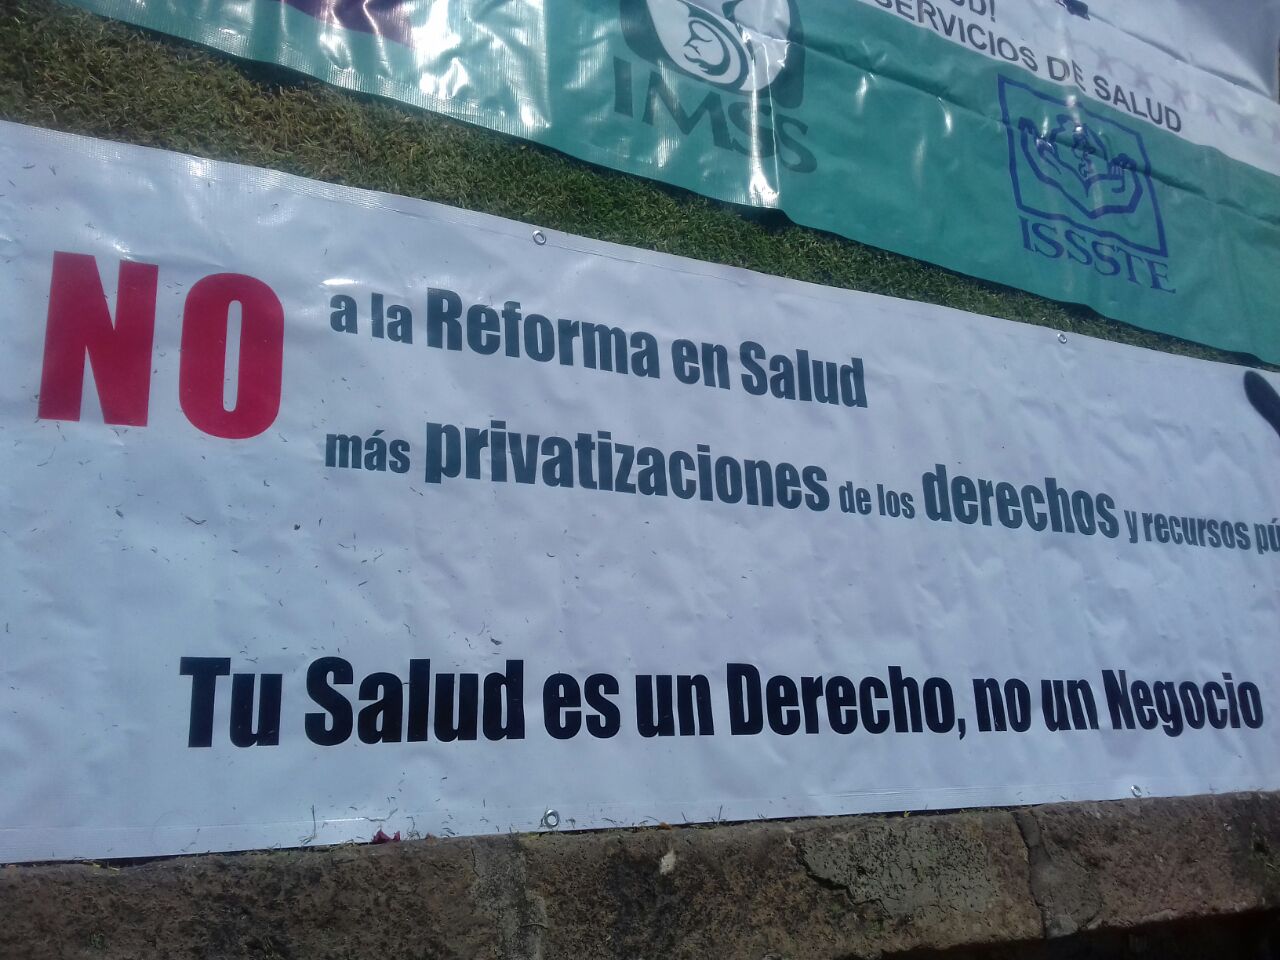 SERVICIOS DE SALUD
IMSS
ISSSTE
NO a la Reforma en Salud
más privatizaciones de los derechos y recursos
Tu Salud es un Derecho, no un Negocio